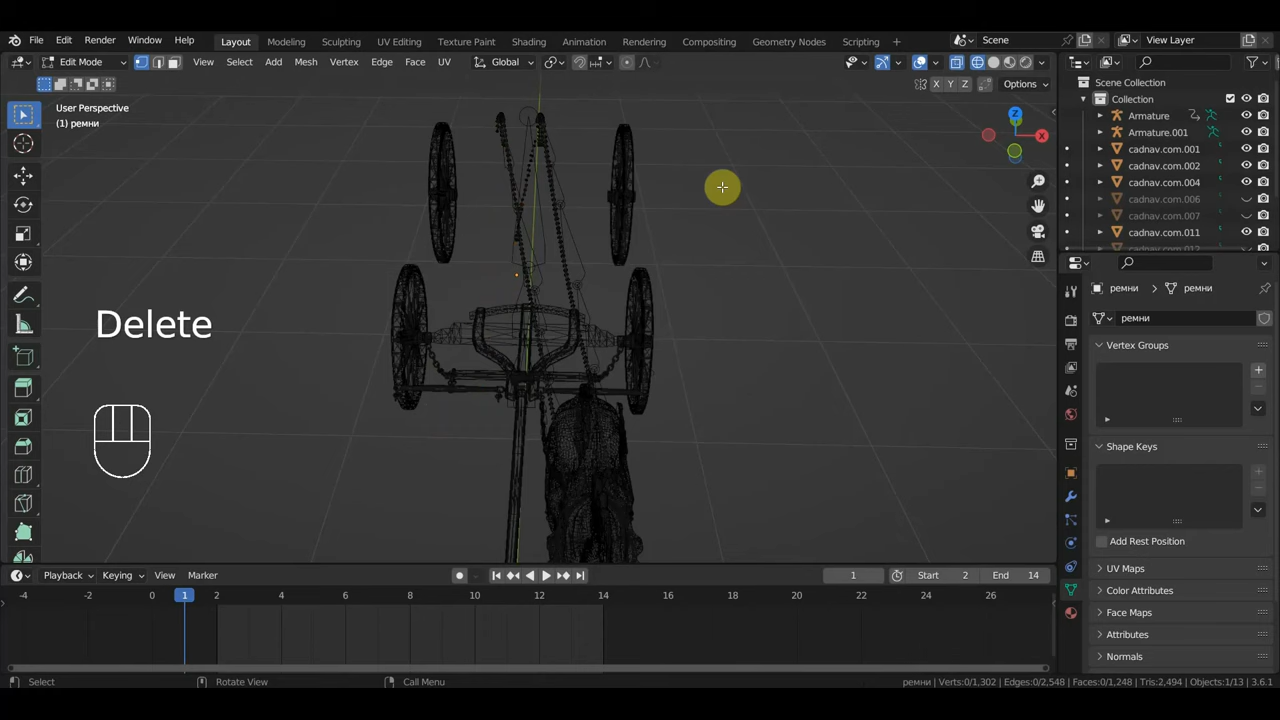 File Edit Render Window Help Layout Modeling Sculpting UV Editing Texture Paint Shading Animation Rendering Compositing Geometry Nodes Scripting + Scene View Layer
Edit Mode View Select Add Mesh Vertex Edge Face UV Global
X Y Z Options
User Perspective
(1) ремни
Z
X
Scene Collection
Collection
Armature
Armature.001
cadnav.com.001
cadnav.com.002
cadnav.com.004
cadnav.com.006
cadnav.com.007
cadnav.com.011
cadnav.com.012
ремни > ремни
ремни
Vertex Groups
Shape Keys
Add Rest Position
UV Maps
Color Attributes
Face Maps
Attributes
Normals
Delete
Playback Keying View Marker 1 Start 2 End 14
-4 -2 0 1 2 4 6 8 10 12 14 16 18 20 22 24 26
Select Rotate View Call Menu ремни | Verts:0/1,302 | Edges:0/2,548 | Faces:0/1,248 | Tris:2,494 | Objects:1/13 | 3.6.1